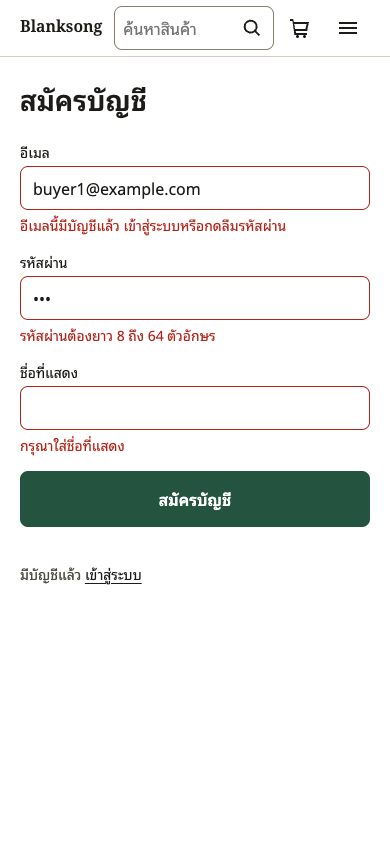 Blanksong
ค้นหาสินค้า
สมัครบัญชี
อีเมล
buyer1@example.com
อีเมลนี้มีบัญชีแล้ว เข้าสู่ระบบหรือกดลืมรหัสผ่าน
รหัสผ่าน
•••
รหัสผ่านต้องยาว 8 ถึง 64 ตัวอักษร
ชื่อที่แสดง
กรุณาใส่ชื่อที่แสดง
สมัครบัญชี
มีบัญชีแล้ว เข้าสู่ระบบ